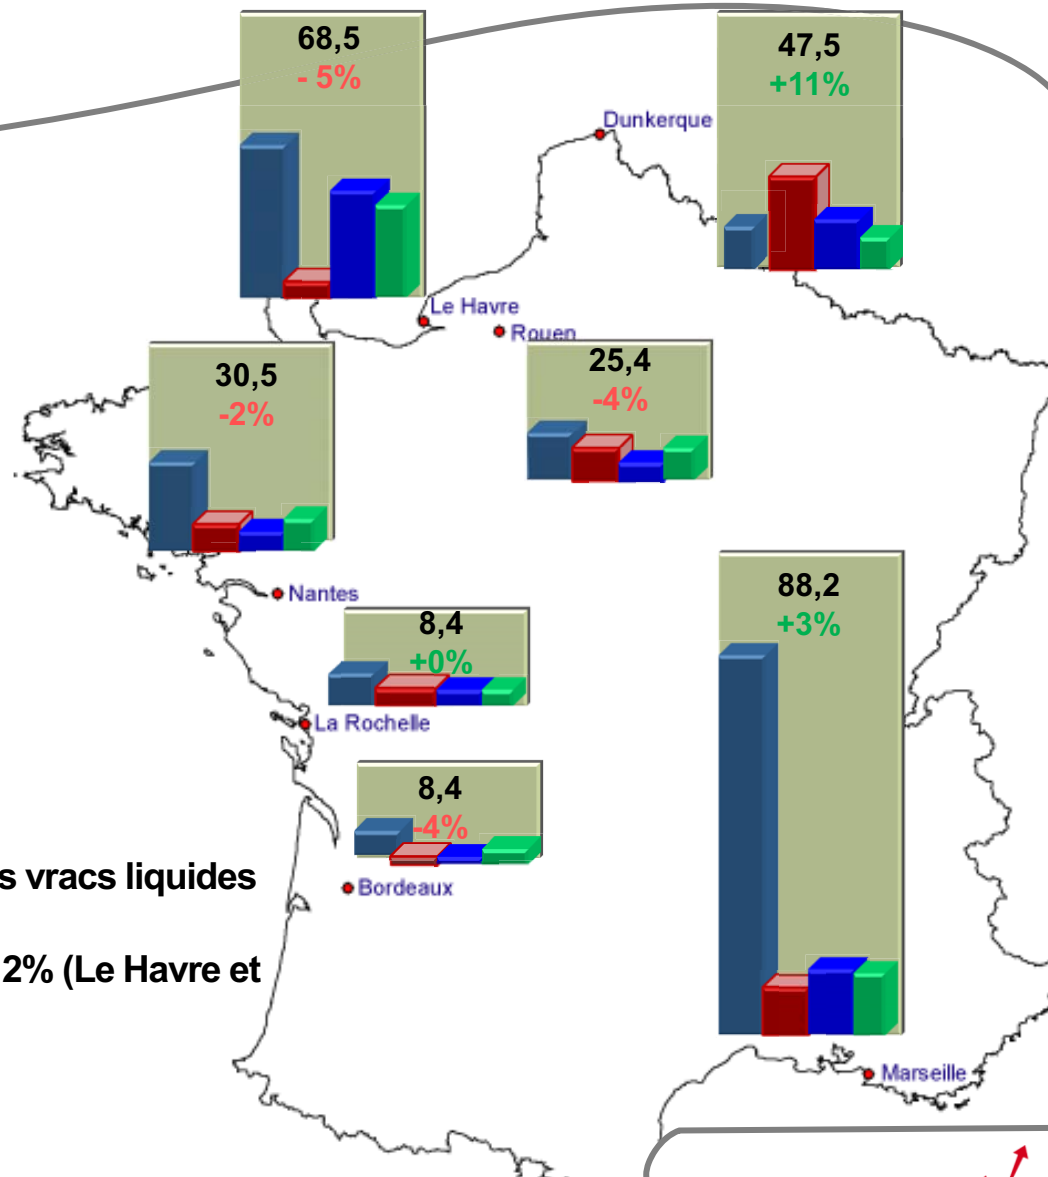 68,5
- 5%
47,5
+11%
Dunkerque
Le Havre
Rouen
30,5
-2%
25,4
-4%
Nantes
88,2
+3%
8,4
+0%
La Rochelle
8,4
-4%
s vracs liquides
Bordeaux
2% (Le Havre et
Marseille